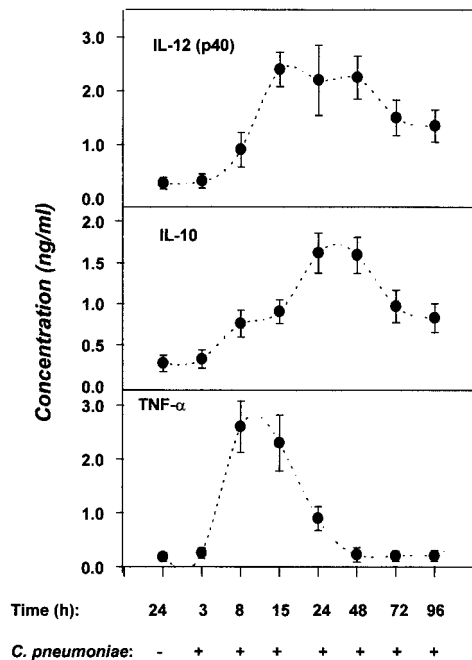 IL-12 (p40)
3.0
2.0
1.0
0.0
IL-10
2.0
1.5
1.0
0.5
0.0
TNF-α
3.0
2.0
1.0
0.0
Concentration (ng/ml)
Time (h): 24 3 8 15 24 48 72 96
C. pneumoniae: - + + + + + + +